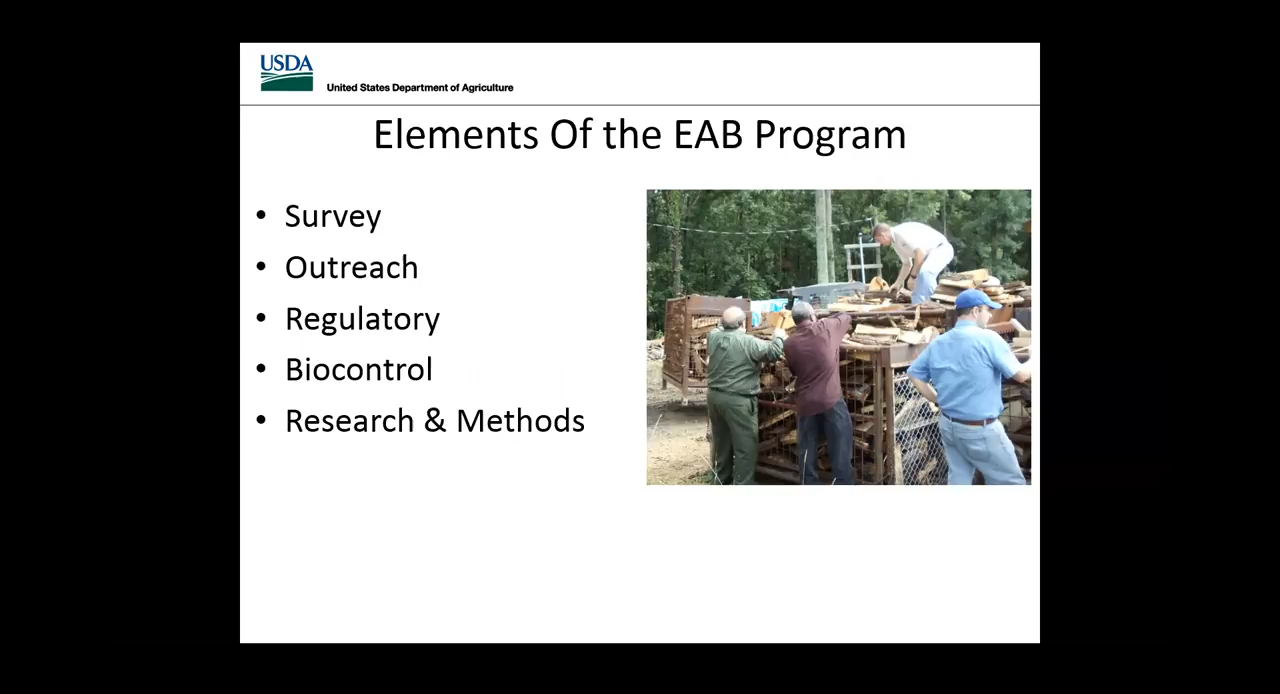 USDA
United States Department of Agriculture
Elements Of the EAB Program
• Survey
• Outreach
• Regulatory
• Biocontrol
• Research & Methods